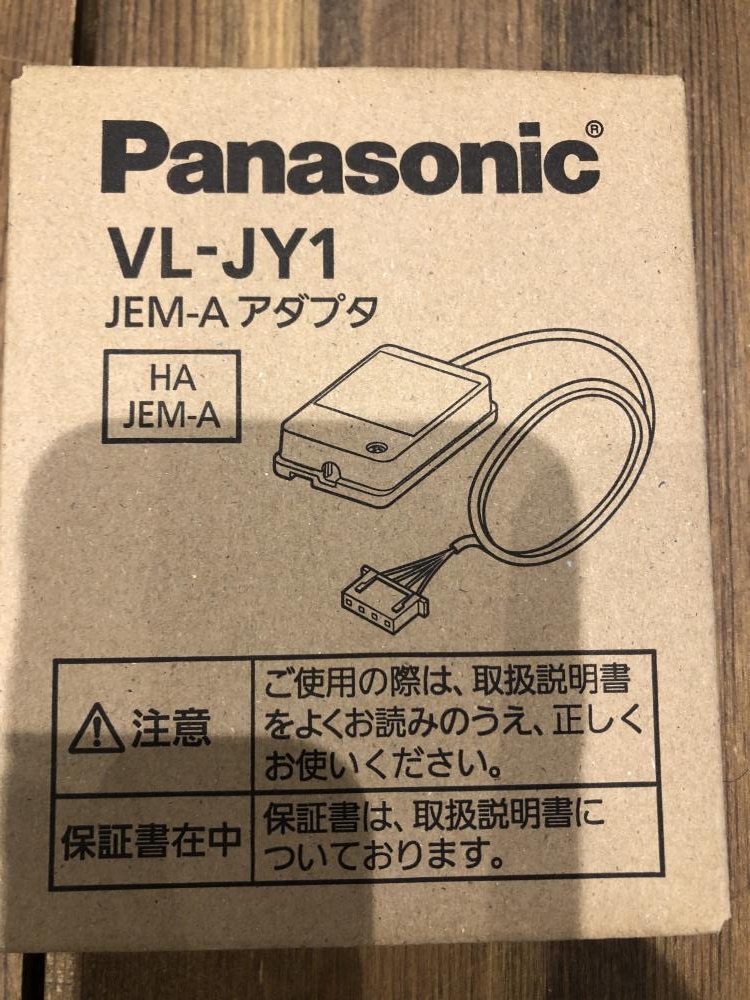 Panasonic®
VL-JY1
JEM-A アダプタ
HA
JEM-A
注意
ご使用の際は、取扱説明書
をよくお読みのうえ、正しく
お使いください。
保証書在中
保証書は、取扱説明書に
ついております。